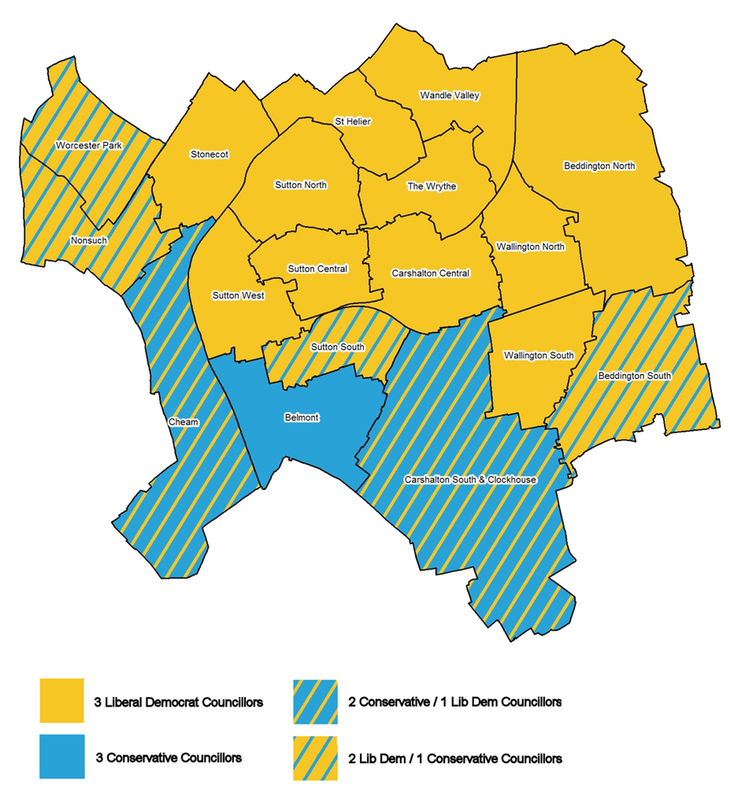 Wandle Valley
St Helier
Worcester Park
Stonecot
Beddington North
Sutton North
The Wrythe
Nonsuch
Wallington North
Sutton Central
Carshalton Central
Sutton West
Sutton South
Wallington South
Beddington South
Belmont
Cheam
Carshalton South & Clockhouse
3 Liberal Democrat Councillors
2 Conservative / 1 Lib Dem Councillors
3 Conservative Councillors
2 Lib Dem / 1 Conservative Councillors